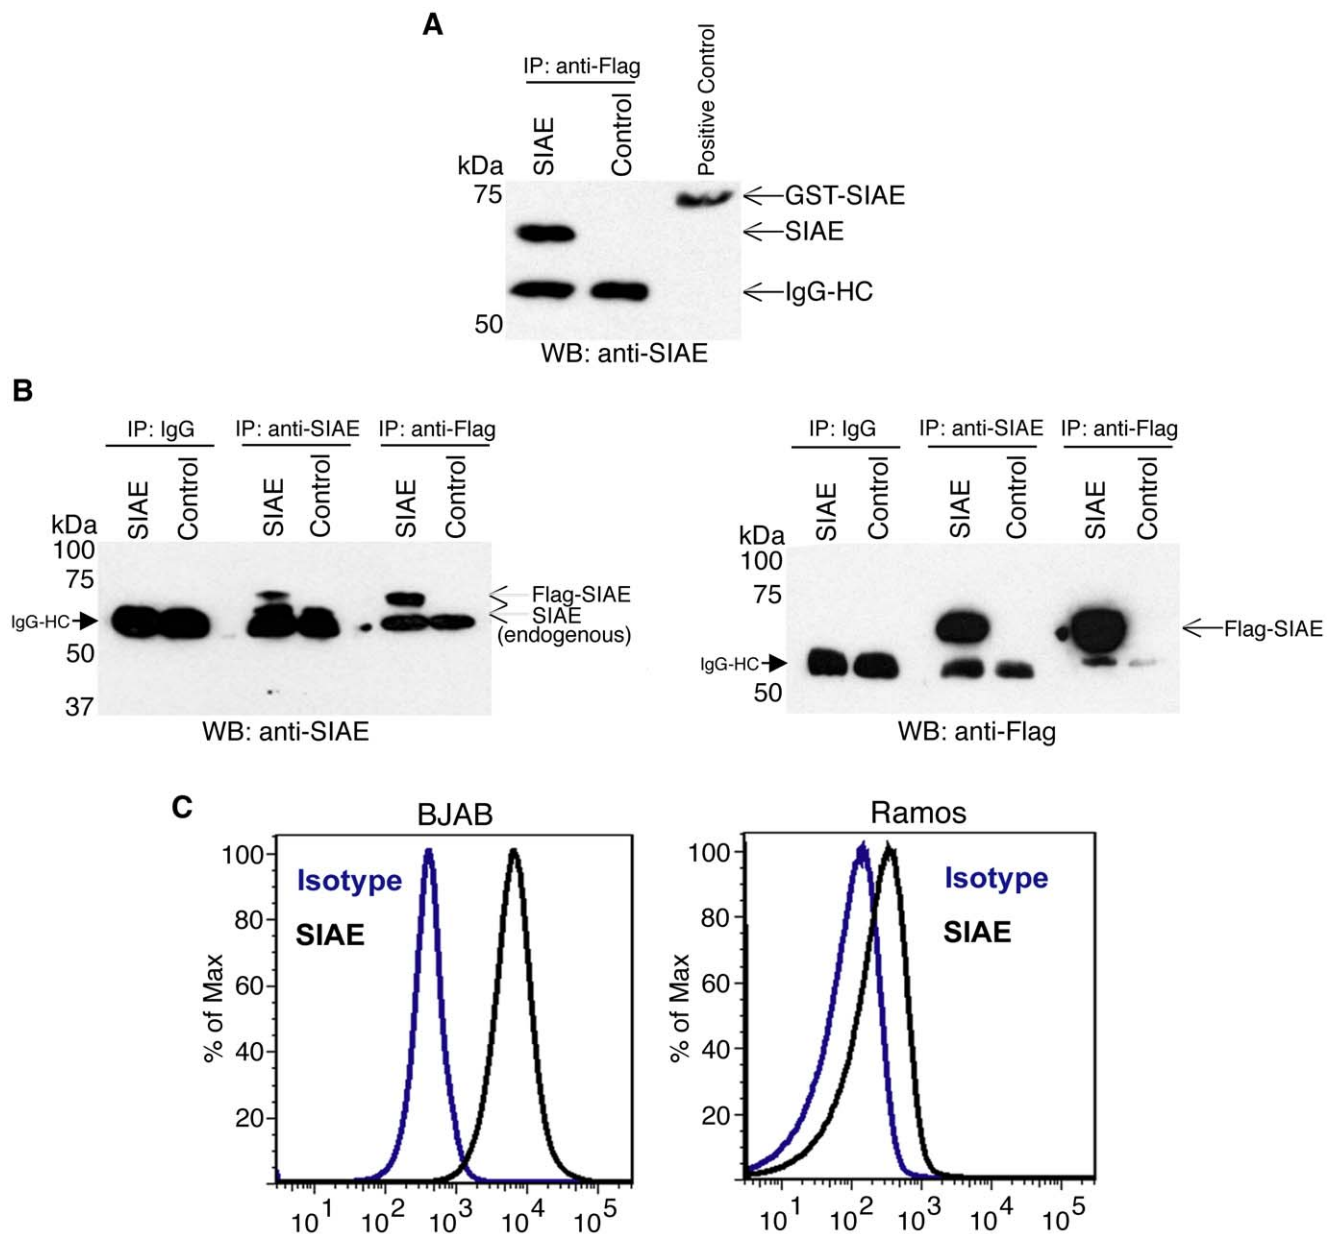 A
IP: anti-Flag
SIAE
Control
Positive Control
kDa
75
50
GST-SIAE
SIAE
IgG-HC
WB: anti-SIAE
B
IP: IgG
IP: anti-SIAE
IP: anti-Flag
SIAE
Control
SIAE
Control
SIAE
Control
kDa
100
75
IgG-HC
50
37
Flag-SIAE
SIAE
(endogenous)
WB: anti-SIAE
IP: IgG
IP: anti-SIAE
IP: anti-Flag
SIAE
Control
SIAE
Control
SIAE
Control
kDa
100
75
IgG-HC
50
Flag-SIAE
WB: anti-Flag
C
BJAB
Isotype
SIAE
% of Max
100
80
60
40
20
10^1 10^2 10^3 10^4 10^5
Ramos
Isotype
SIAE
% of Max
100
80
60
40
20
10^1 10^2 10^3 10^4 10^5